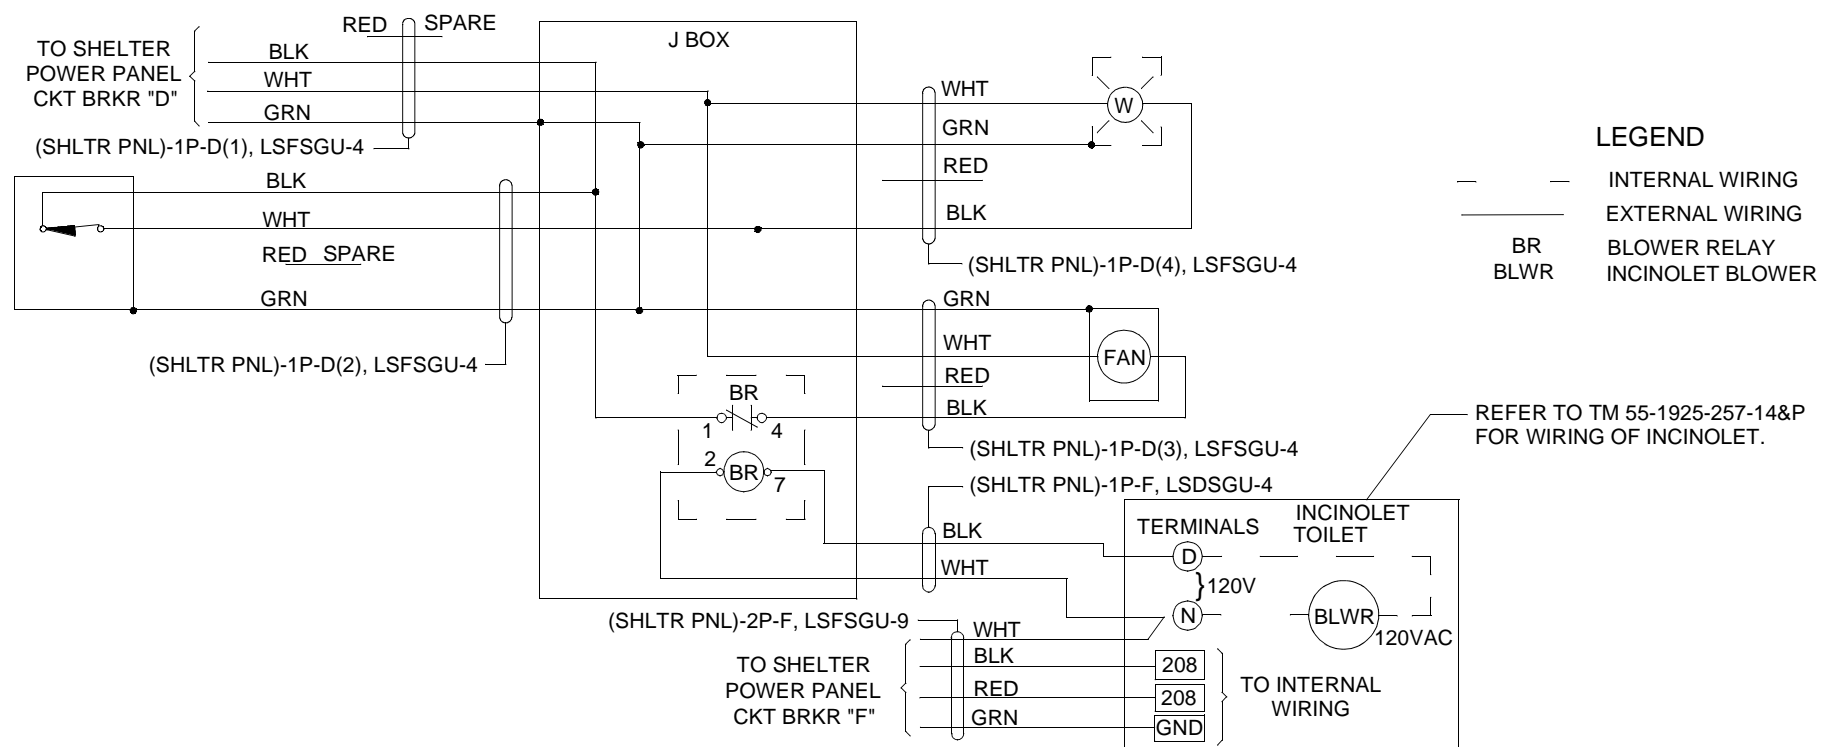 RED SPARE
TO SHELTER
POWER PANEL
CKT BRKR "D"
BLK
WHT
GRN
(SHLTR PNL)-1P-D(1), LSFSGU-4
BLK
WHT
RED SPARE
GRN
(SHLTR PNL)-1P-D(2), LSFSGU-4
J BOX
BR
1 4
2
BR
7
WHT
GRN
RED
BLK
W
(SHLTR PNL)-1P-D(4), LSFSGU-4
GRN
WHT
RED
BLK
FAN
(SHLTR PNL)-1P-D(3), LSFSGU-4
(SHLTR PNL)-1P-F, LSDSGU-4
BLK
WHT
LEGEND
INTERNAL WIRING
EXTERNAL WIRING
BR BLOWER RELAY
BLWR INCINOLET BLOWER
REFER TO TM 55-1925-257-14&P
FOR WIRING OF INCINOLET.
TERMINALS
INCINOLET
TOILET
D
}120V
N
BLWR
120VAC
(SHLTR PNL)-2P-F, LSFSGU-9
TO SHELTER
POWER PANEL
CKT BRKR "F"
WHT
BLK
RED
GRN
208
208
GND
TO INTERNAL
WIRING